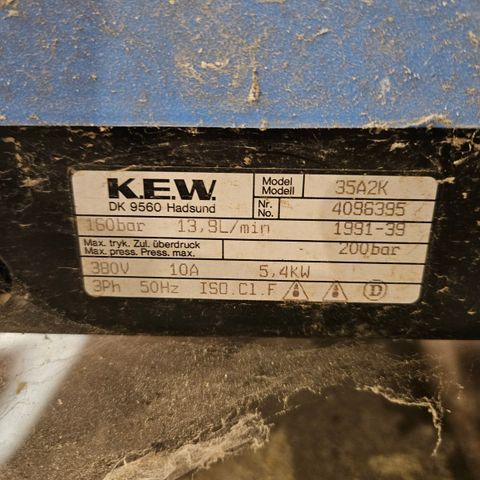 K.E.W.
DK 9560 Hadsund
Model
Modell
35A2K
Nr.
No.
4096395
160bar 13,9L/min 1991-39
Max. tryk. Zul. überdruck
Max. press. Press. max.
200bar
380V 10A 5,4KW
3Ph 50Hz ISO.Cl.F D